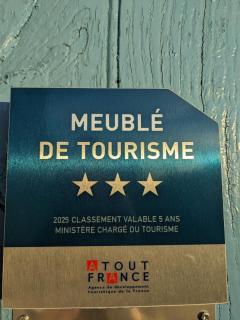 MEUBLÉ
DE TOURISME
2025 CLASSEMENT VALABLE 5 ANS
MINISTÈRE CHARGÉ DU TOURISME
ATOUT
FRANCE
Agence de développement
touristique de la France